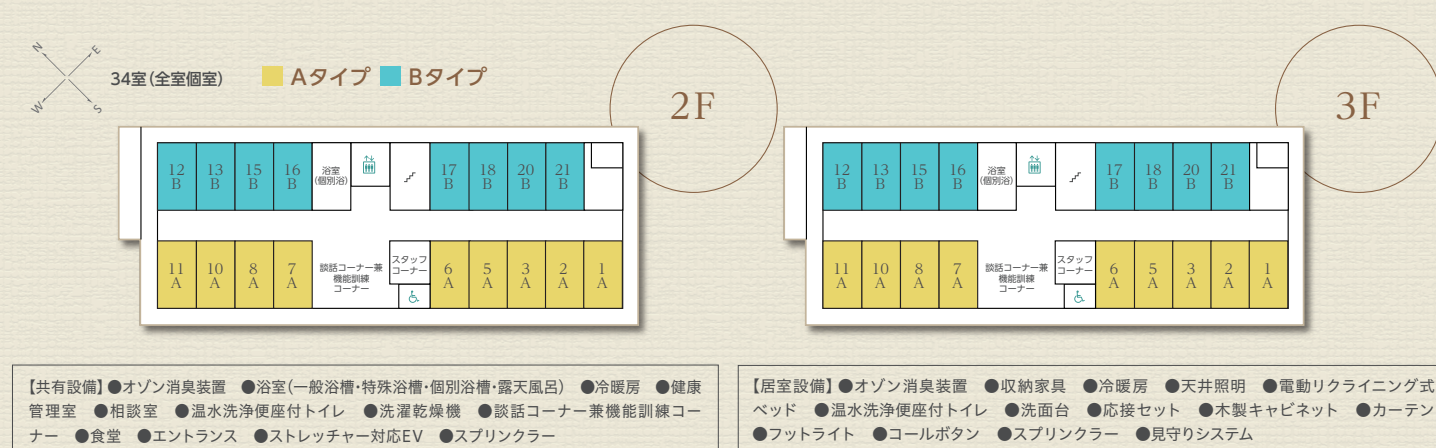 N E
W S
34室(全室個室) Aタイプ Bタイプ
2F
12 B 13 B 15 B 16 B 浴室(個別浴) 17 B 18 B 20 B 21 B
11 A 10 A 8 A 7 A 談話コーナー兼機能訓練コーナー スタッフコーナー 6 A 5 A 3 A 2 A 1 A
3F
12 B 13 B 15 B 16 B 浴室(個別浴) 17 B 18 B 20 B 21 B
11 A 10 A 8 A 7 A 談話コーナー兼機能訓練コーナー スタッフコーナー 6 A 5 A 3 A 2 A 1 A
【共有設備】●オゾン消臭装置 ●浴室(一般浴槽・特殊浴槽・個別浴槽・露天風呂) ●冷暖房 ●健康
管理室 ●相談室 ●温水洗浄便座付トイレ ●洗濯乾燥機 ●談話コーナー兼機能訓練コー
ナー ●食堂 ●エントランス ●ストレッチャー対応EV ●スプリンクラー
【居室設備】●オゾン消臭装置 ●収納家具 ●冷暖房 ●天井照明 ●電動リクライニング式
ベッド ●温水洗浄便座付トイレ ●洗面台 ●応接セット ●木製キャビネット ●カーテン
●フットライト ●コールボタン ●スプリンクラー ●見守りシステム